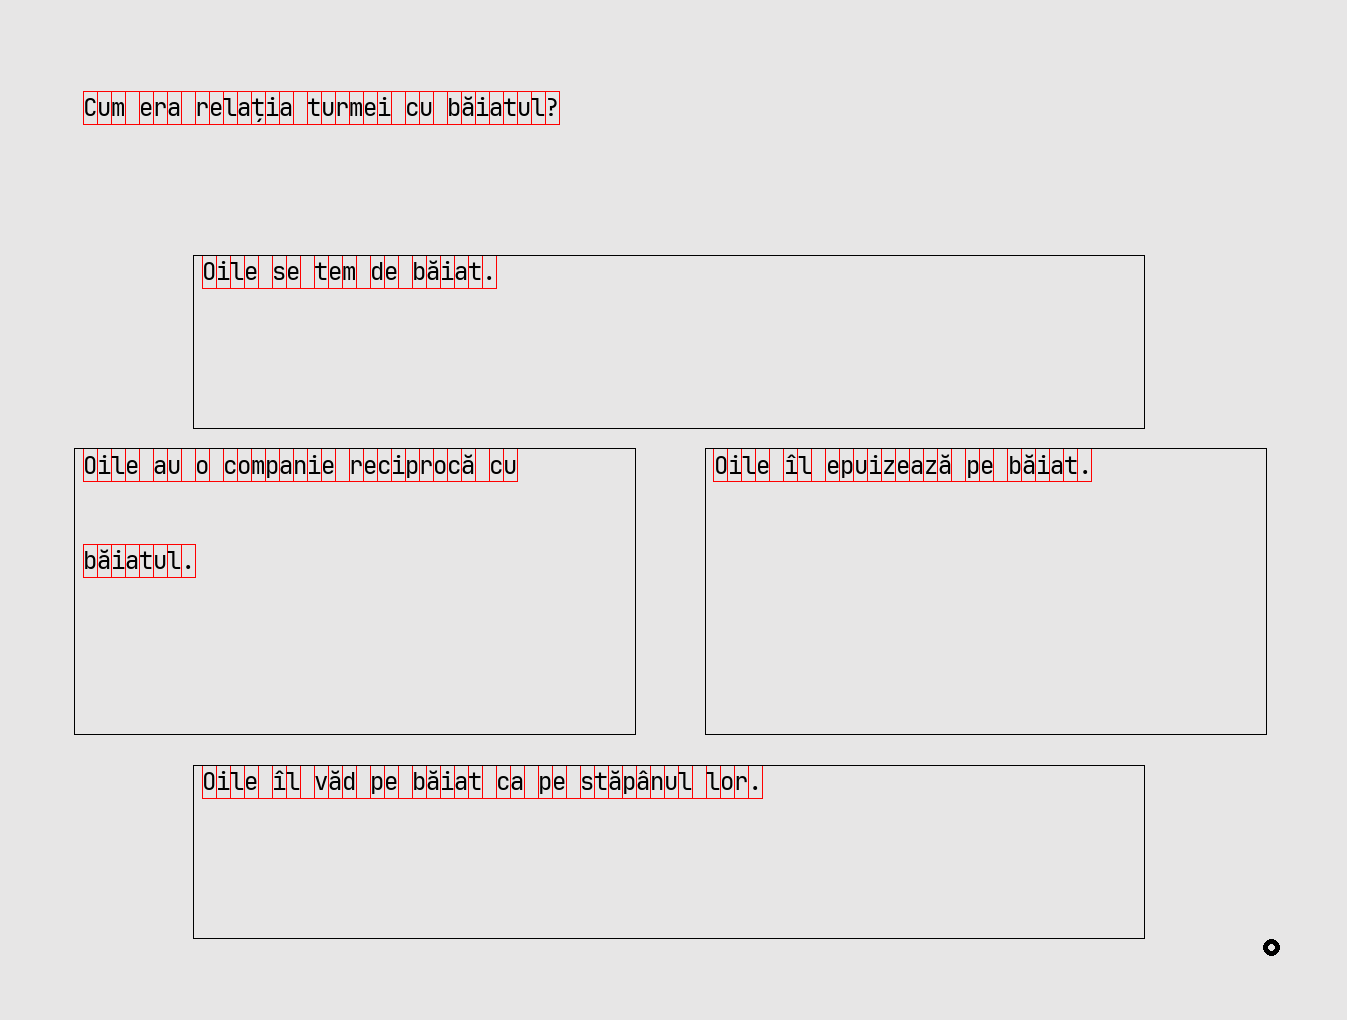 Cum era relația turmei cu băiatul?
Oile se tem de băiat.
Oile au o companie reciprocă cu
băiatul.
Oile îl epuizează pe băiat.
Oile îl văd pe băiat ca pe stăpânul lor.